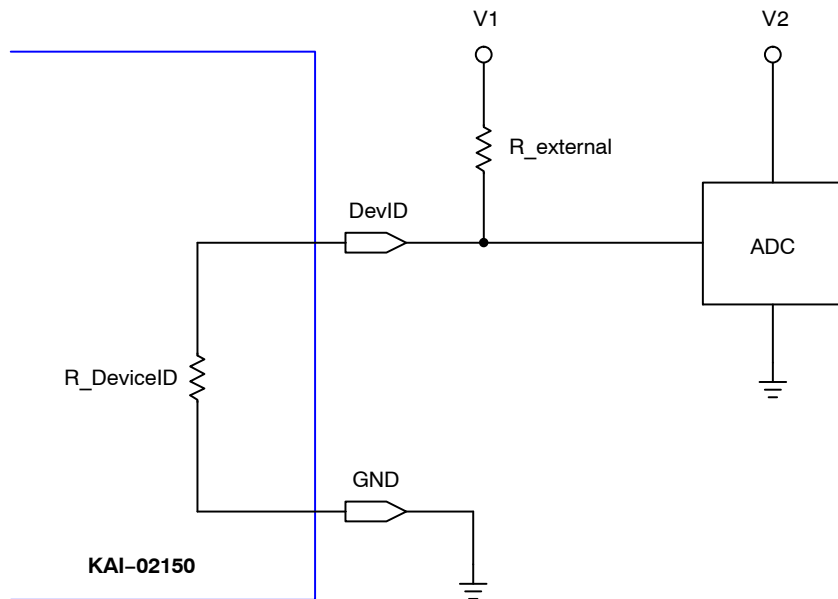 V1
V2
R_external
DevID
ADC
R_DeviceID
GND
KAI−02150